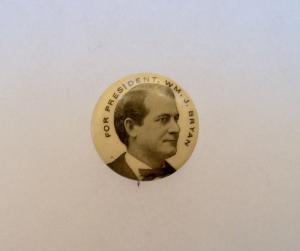 FOR PRESIDENT, WM. J. BRYAN